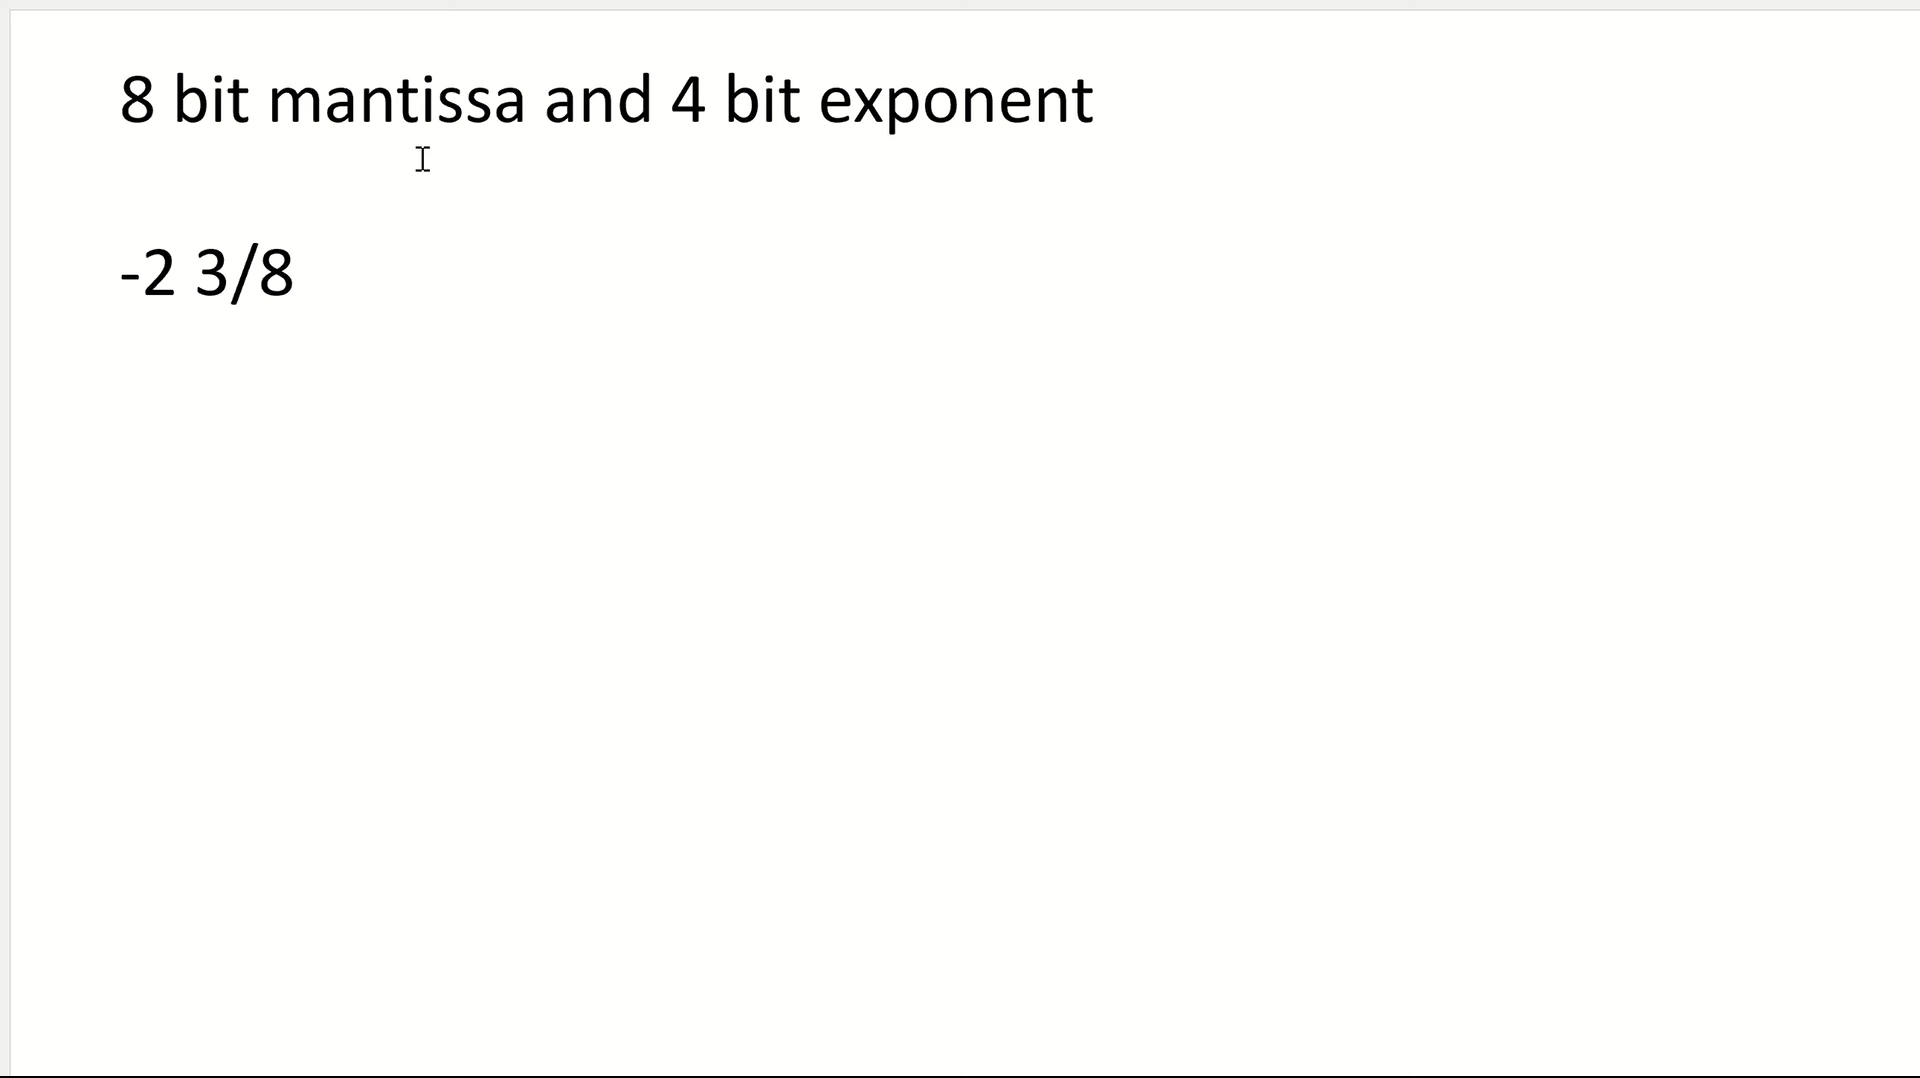 8 bit mantissa and 4 bit exponent
-2 3/8